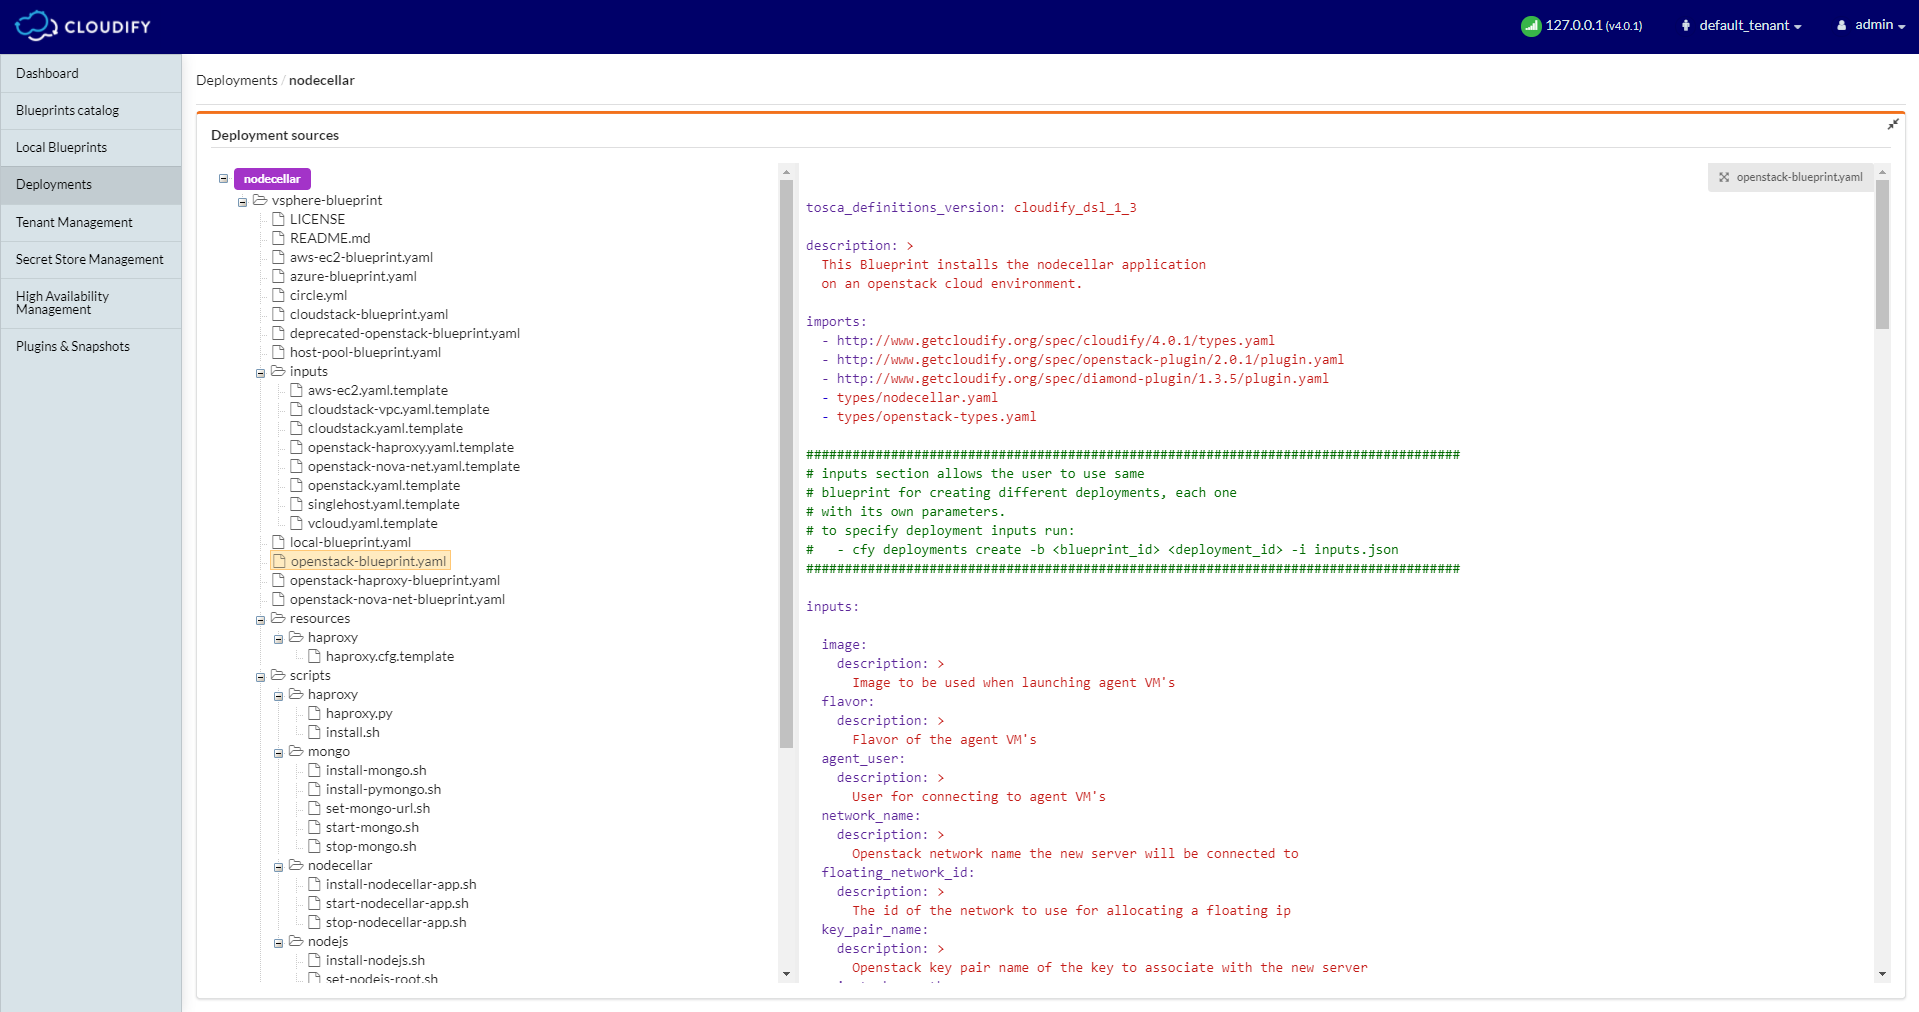 CLOUDIFY
127.0.0.1 (v4.0.1)
default_tenant
admin
Dashboard
Blueprints catalog
Local Blueprints
Deployments
Tenant Management
Secret Store Management
High Availability
Management
Plugins & Snapshots
Deployments / nodecellar
Deployment sources
nodecellar
vsphere-blueprint
LICENSE
README.md
aws-ec2-blueprint.yaml
azure-blueprint.yaml
circle.yml
cloudstack-blueprint.yaml
deprecated-openstack-blueprint.yaml
host-pool-blueprint.yaml
inputs
aws-ec2.yaml.template
cloudstack-vpc.yaml.template
cloudstack.yaml.template
openstack-haproxy.yaml.template
openstack-nova-net.yaml.template
openstack.yaml.template
singlehost.yaml.template
vcloud.yaml.template
local-blueprint.yaml
openstack-blueprint.yaml
openstack-haproxy-blueprint.yaml
openstack-nova-net-blueprint.yaml
resources
haproxy
haproxy.cfg.template
scripts
haproxy
haproxy.py
install.sh
mongo
install-mongo.sh
install-pymongo.sh
set-mongo-url.sh
start-mongo.sh
stop-mongo.sh
nodecellar
install-nodecellar-app.sh
start-nodecellar-app.sh
stop-nodecellar-app.sh
nodejs
install-nodejs.sh
set-nodejs-root.sh
openstack-blueprint.yaml
tosca_definitions_version: cloudify_dsl_1_3
description: >
This Blueprint installs the nodecellar application
on an openstack cloud environment.
imports:
- http://www.getcloudify.org/spec/cloudify/4.0.1/types.yaml
- http://www.getcloudify.org/spec/openstack-plugin/2.0.1/plugin.yaml
- http://www.getcloudify.org/spec/diamond-plugin/1.3.5/plugin.yaml
- types/nodecellar.yaml
- types/openstack-types.yaml
#####################################################################################
# inputs section allows the user to use same
# blueprint for creating different deployments, each one
# with its own parameters.
# to specify deployment inputs run:
#   - cfy deployments create -b <blueprint_id> <deployment_id> -i inputs.json
#####################################################################################
inputs:
image:
description: >
Image to be used when launching agent VM's
flavor:
description: >
Flavor of the agent VM's
agent_user:
description: >
User for connecting to agent VM's
network_name:
description: >
Openstack network name the new server will be connected to
floating_network_id:
description: >
The id of the network to use for allocating a floating ip
key_pair_name:
description: >
Openstack key pair name of the key to associate with the new server